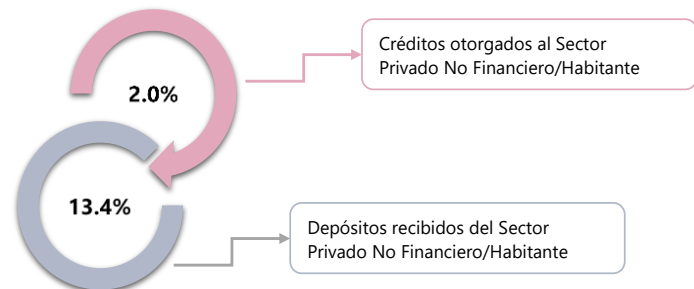 2.0%
Créditos otorgados al Sector
Privado No Financiero/Habitante
13.4%
Depósitos recibidos del Sector
Privado No Financiero/Habitante